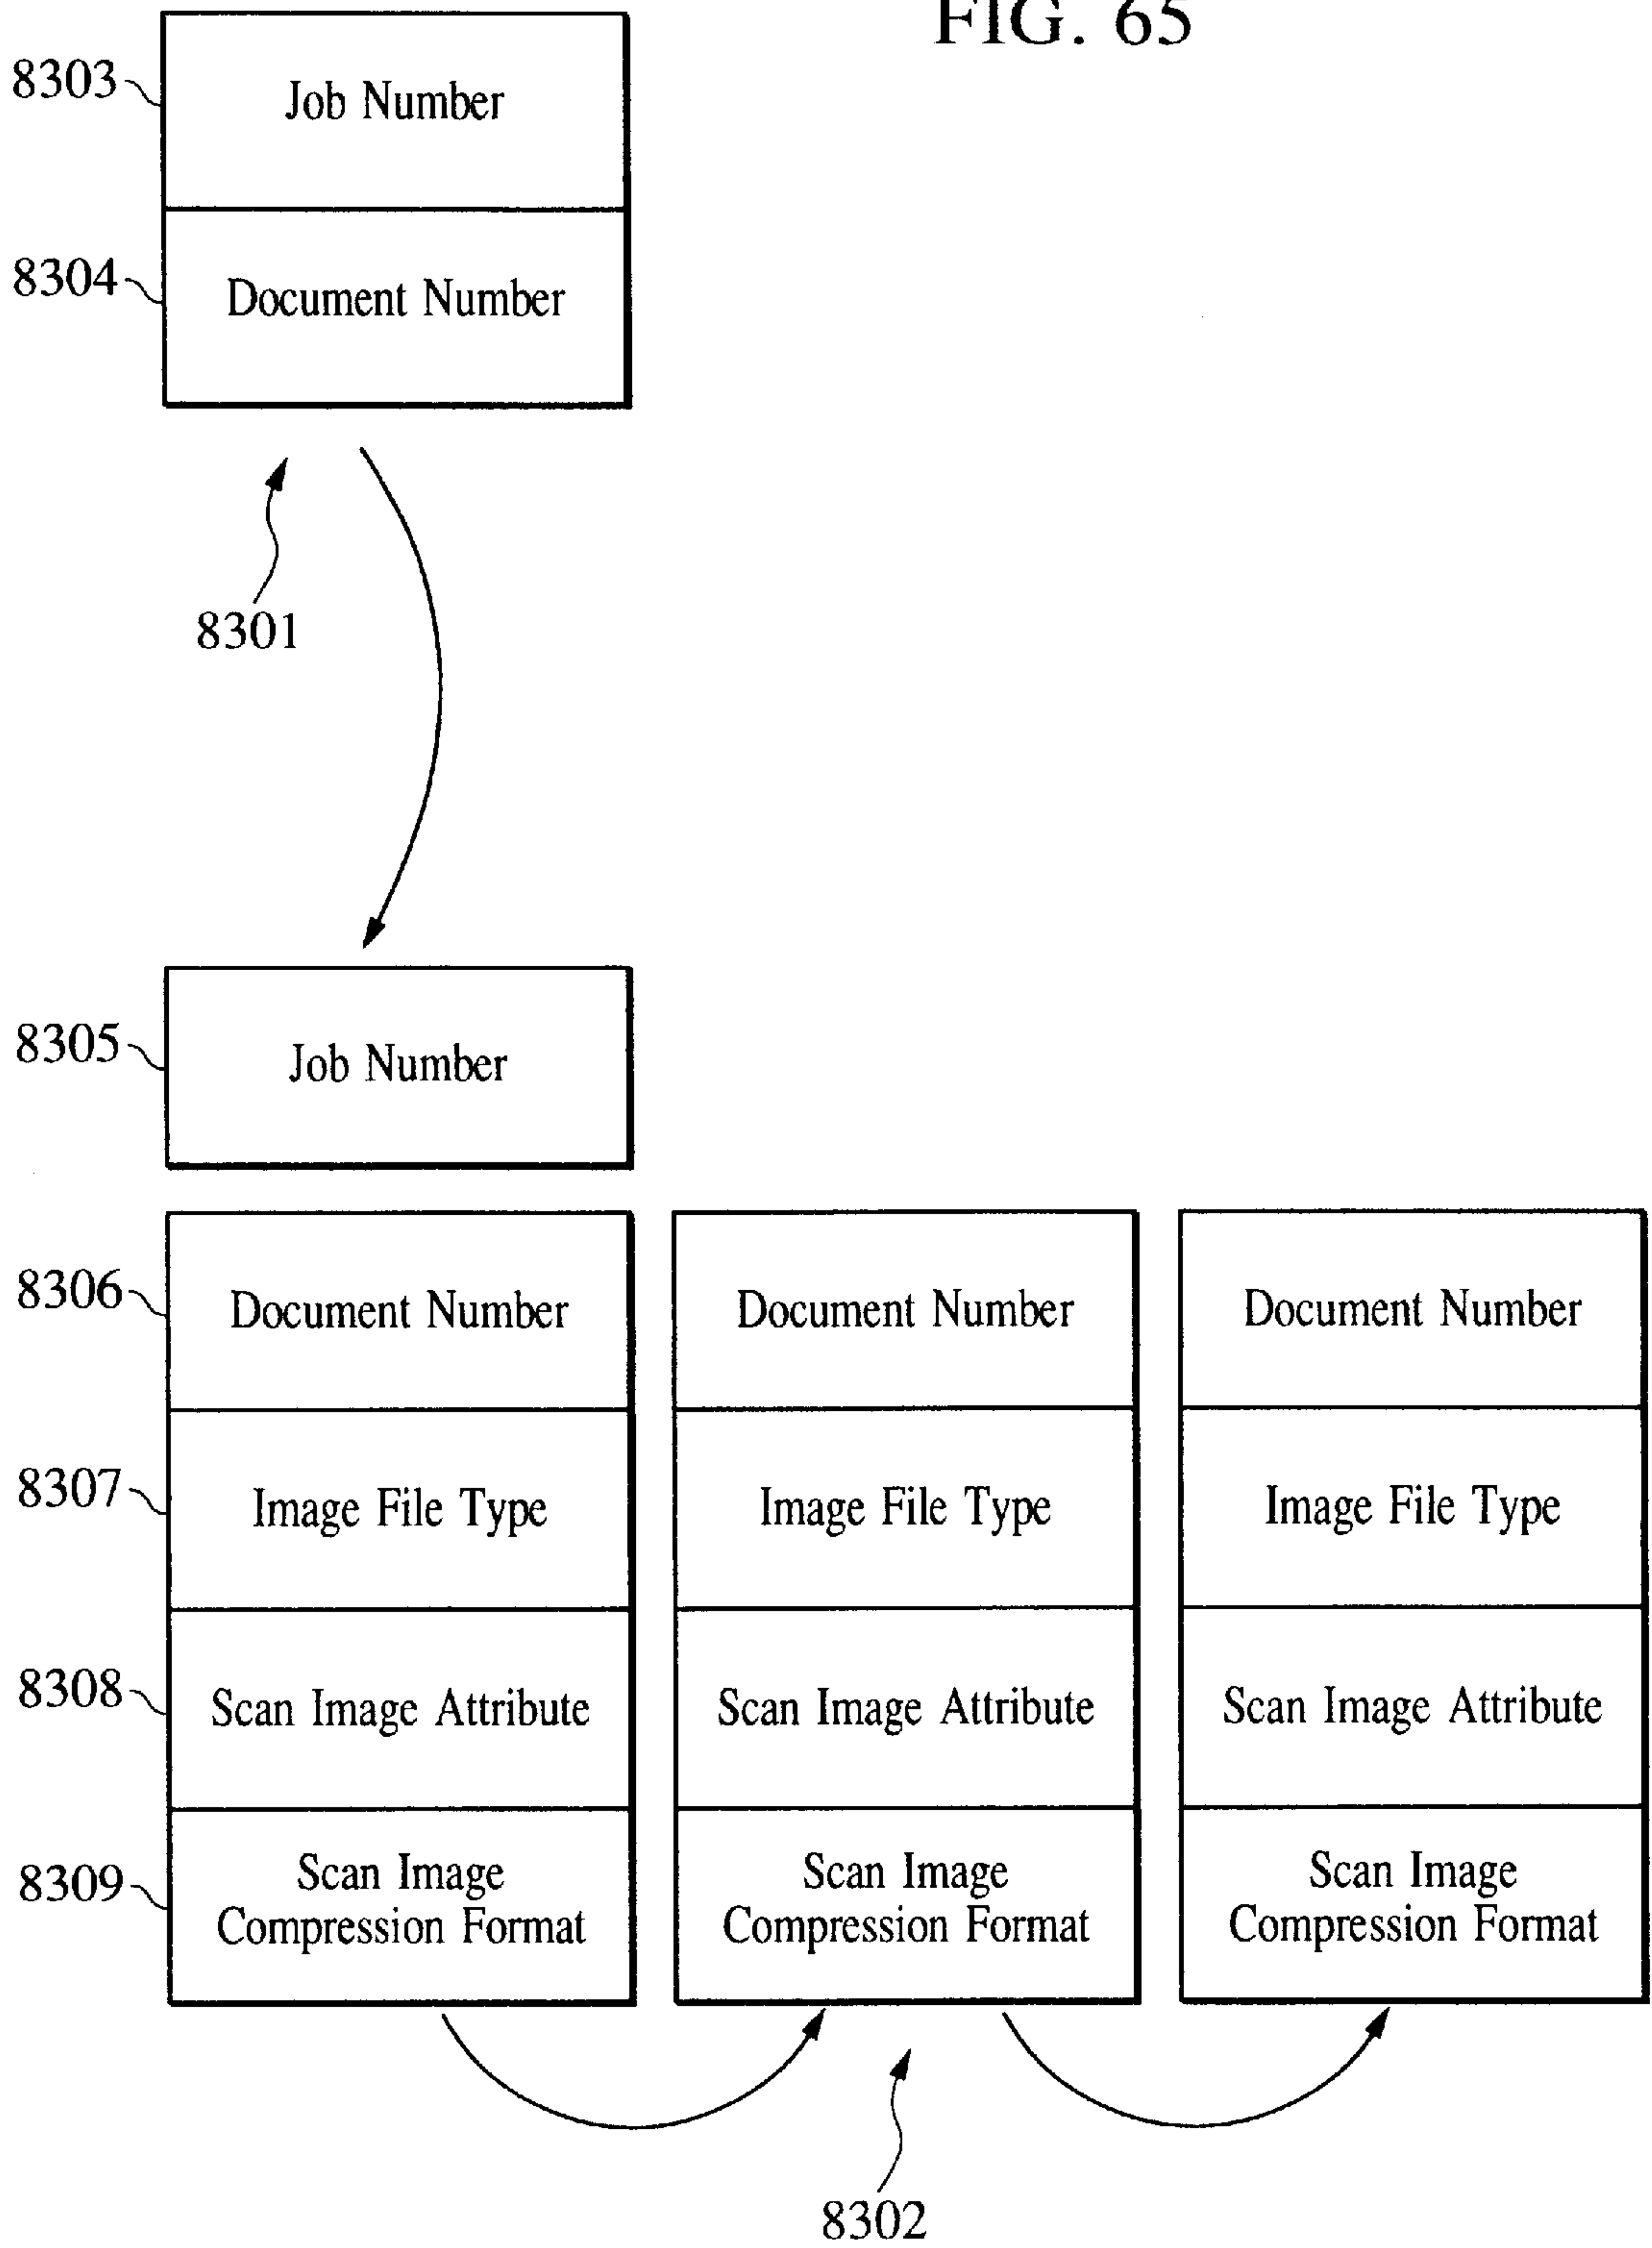 FIG. 65
8303
Job Number
8304
Document Number
8301
8305
Job Number
8306
Document Number
Document Number
Document Number
8307
Image File Type
Image File Type
Image File Type
8308
Scan Image Attribute
Scan Image Attribute
Scan Image Attribute
8309
Scan Image
Compression Format
Scan Image
Compression Format
Scan Image
Compression Format
8302